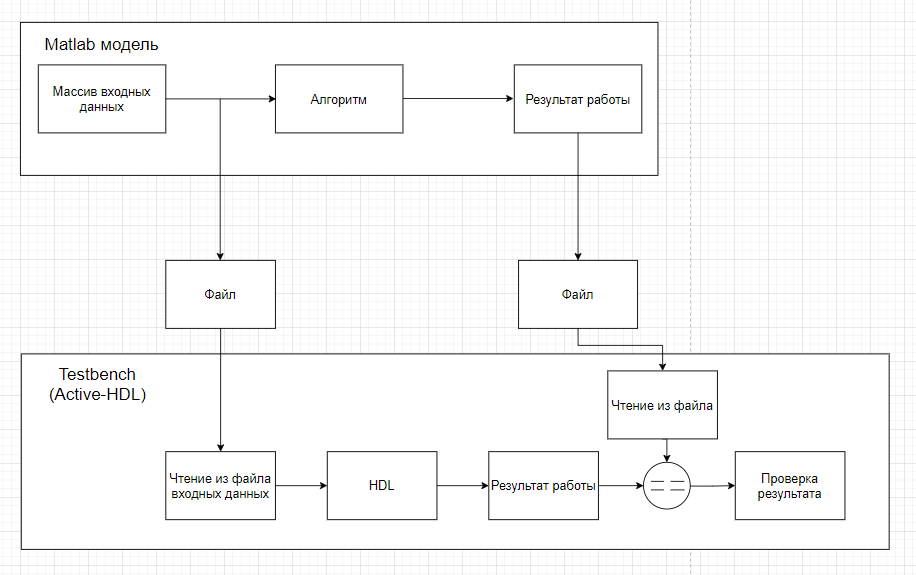 Matlab модель
Массив входных
данных
Алгоритм
Результат работы
Файл
Файл
Testbench
(Active-HDL)
Чтение из файла
Чтение из файла
входных данных
HDL
Результат работы
== 
Проверка
результата